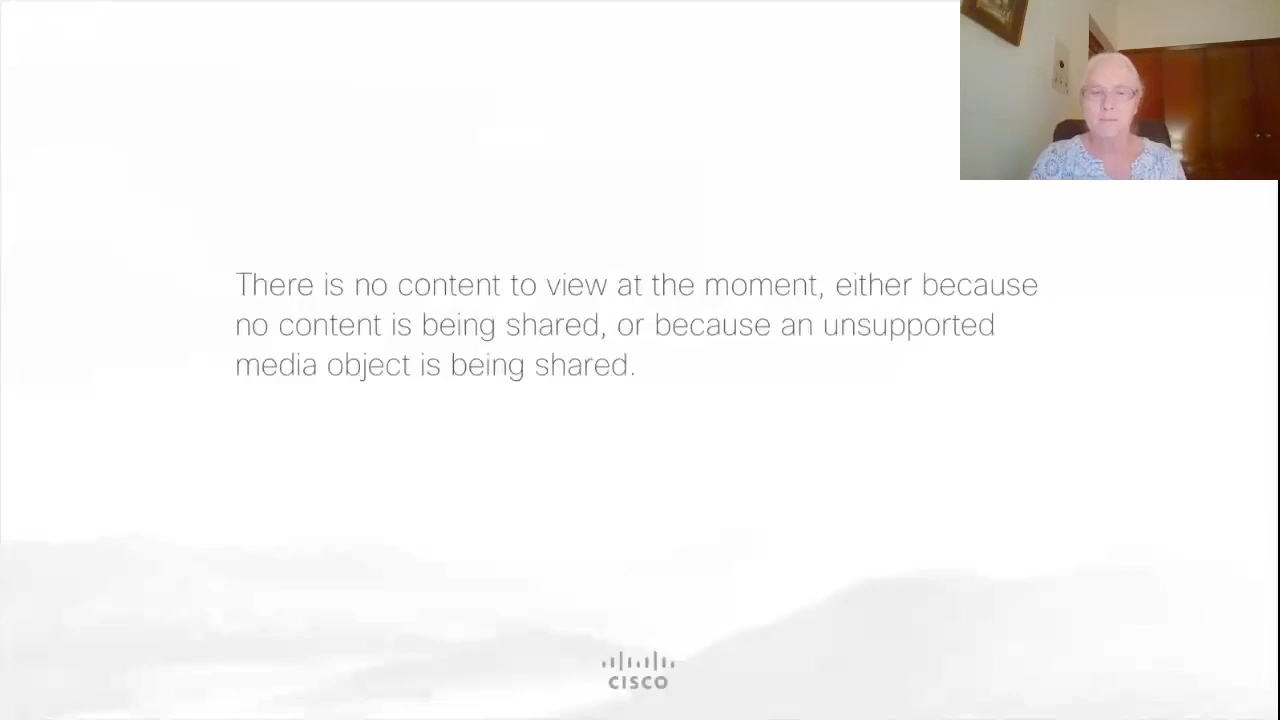 There is no content to view at the moment, either because
no content is being shared, or because an unsupported
media object is being shared.
CISCO